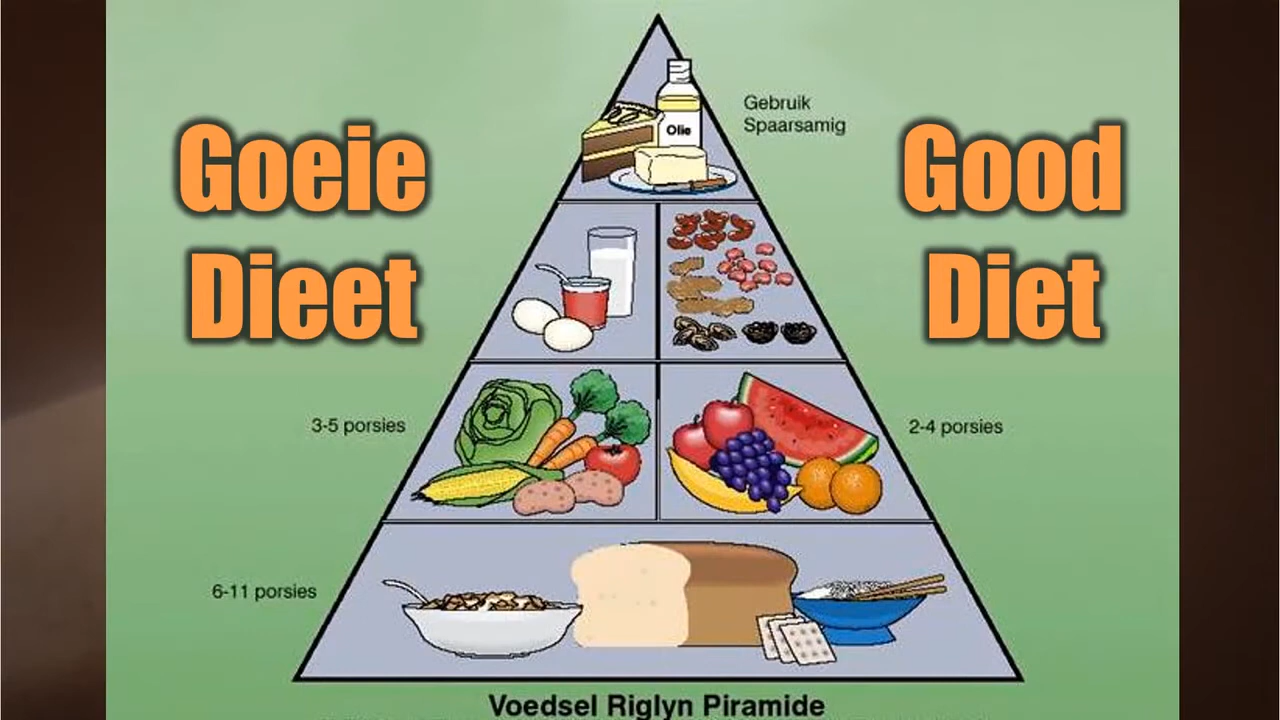 Goeie
Dieet
Good
Diet
Gebruik
Spaarsamig
Olie
3-5 porsies
2-4 porsies
6-11 porsies
Voedsel Riglyn Piramide